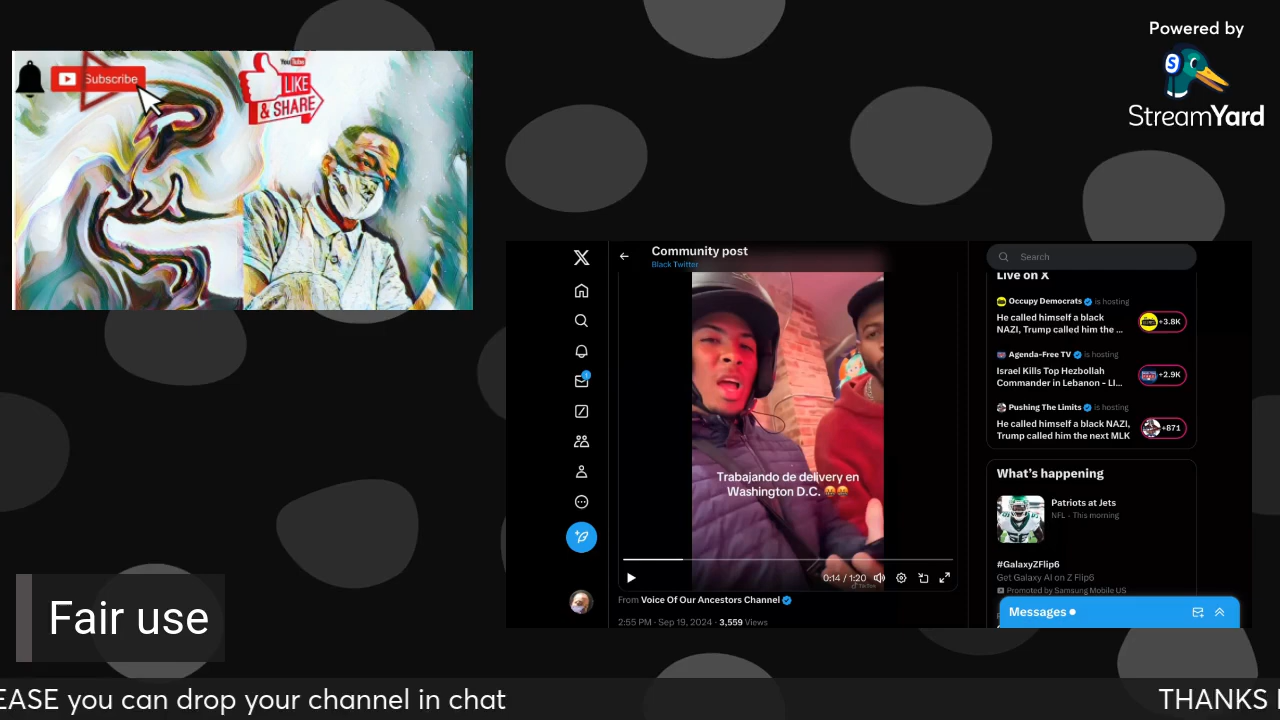 Powered by
StreamYard
Subscribe
YouTube
LIKE
& SHARE
Community post
Black Twitter
Search
Live on X
Occupy Democrats is hosting
He called himself a black
NAZI, Trump called him the ...
+3.8K
Agenda-Free TV is hosting
Israel Kills Top Hezbollah
Commander in Lebanon - LI...
+2.9K
Pushing The Limits is hosting
He called himself a black NAZI,
Trump called him the next MLK
+871
1
Trabajando de delivery en
Washington D.C. 🤬🤬
0:14 / 1:20
From Voice Of Our Ancestors Channel
2:55 PM · Sep 19, 2024 · 3,559 Views
What's happening
Patriots at Jets
NFL · This morning
#GalaxyZFlip6
Get Galaxy AI on Z Flip6
Promoted by Samsung Mobile US
Messages
Fair use
EASE you can drop your channel in chat
THANKS